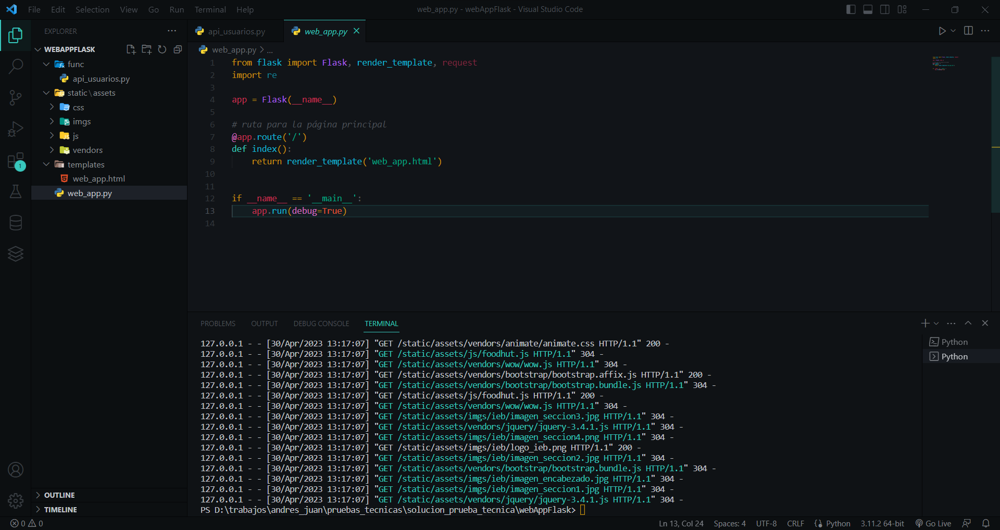 File Edit Selection View Go Run Terminal Help
web_app.py - webAppFlask - Visual Studio Code
EXPLORER
WEBAPPFLASK
func
api_usuarios.py
static\assets
css
imgs
js
vendors
templates
web_app.html
web_app.py
OUTLINE
TIMELINE
1
api_usuarios.py
web_app.py
web_app.py > ...
1 from flask import Flask, render_template, request
2 import re
3
4 app = Flask(__name__)
5
6 # ruta para la página principal
7 @app.route('/')
8 def index():
9     return render_template('web_app.html')
10
11
12 if __name__ == '__main__':
13     app.run(debug=True)
14
PROBLEMS OUTPUT DEBUG CONSOLE TERMINAL
127.0.0.1 - - [30/Apr/2023 13:17:07] "GET /static/assets/vendors/animate/animate.css HTTP/1.1" 200 -
127.0.0.1 - - [30/Apr/2023 13:17:07] "GET /static/assets/js/foodhut.js HTTP/1.1" 304 -
127.0.0.1 - - [30/Apr/2023 13:17:07] "GET /static/assets/vendors/wow/wow.js HTTP/1.1" 304 -
127.0.0.1 - - [30/Apr/2023 13:17:07] "GET /static/assets/vendors/bootstrap/bootstrap.affix.js HTTP/1.1" 200 -
127.0.0.1 - - [30/Apr/2023 13:17:07] "GET /static/assets/vendors/bootstrap/bootstrap.bundle.js HTTP/1.1" 304 -
127.0.0.1 - - [30/Apr/2023 13:17:07] "GET /static/assets/js/foodhut.js HTTP/1.1" 200 -
127.0.0.1 - - [30/Apr/2023 13:17:07] "GET /static/assets/vendors/wow/wow.js HTTP/1.1" 304 -
127.0.0.1 - - [30/Apr/2023 13:17:07] "GET /static/assets/imgs/ieb/imagen_seccion3.jpg HTTP/1.1" 304 -
127.0.0.1 - - [30/Apr/2023 13:17:07] "GET /static/assets/vendors/jquery/jquery-3.4.1.js HTTP/1.1" 304 -
127.0.0.1 - - [30/Apr/2023 13:17:07] "GET /static/assets/imgs/ieb/imagen_seccion4.png HTTP/1.1" 304 -
127.0.0.1 - - [30/Apr/2023 13:17:07] "GET /static/assets/imgs/ieb/logo_ieb.png HTTP/1.1" 200 -
127.0.0.1 - - [30/Apr/2023 13:17:07] "GET /static/assets/imgs/ieb/imagen_seccion2.jpg HTTP/1.1" 304 -
127.0.0.1 - - [30/Apr/2023 13:17:07] "GET /static/assets/vendors/bootstrap/bootstrap.bundle.js HTTP/1.1" 304 -
127.0.0.1 - - [30/Apr/2023 13:17:07] "GET /static/assets/imgs/ieb/imagen_encabezado.jpg HTTP/1.1" 304 -
127.0.0.1 - - [30/Apr/2023 13:17:07] "GET /static/assets/imgs/ieb/imagen_seccion1.jpg HTTP/1.1" 304 -
127.0.0.1 - - [30/Apr/2023 13:17:07] "GET /static/assets/vendors/jquery/jquery-3.4.1.js HTTP/1.1" 304 -
PS D:\trabajos\andres_juan\pruebas_tecnicas\solucion_prueba_tecnica\webAppFlask>
Python
Python
0 0
Ln 13, Col 24 Spaces: 4 UTF-8 CRLF Python 3.11.2 64-bit Go Live